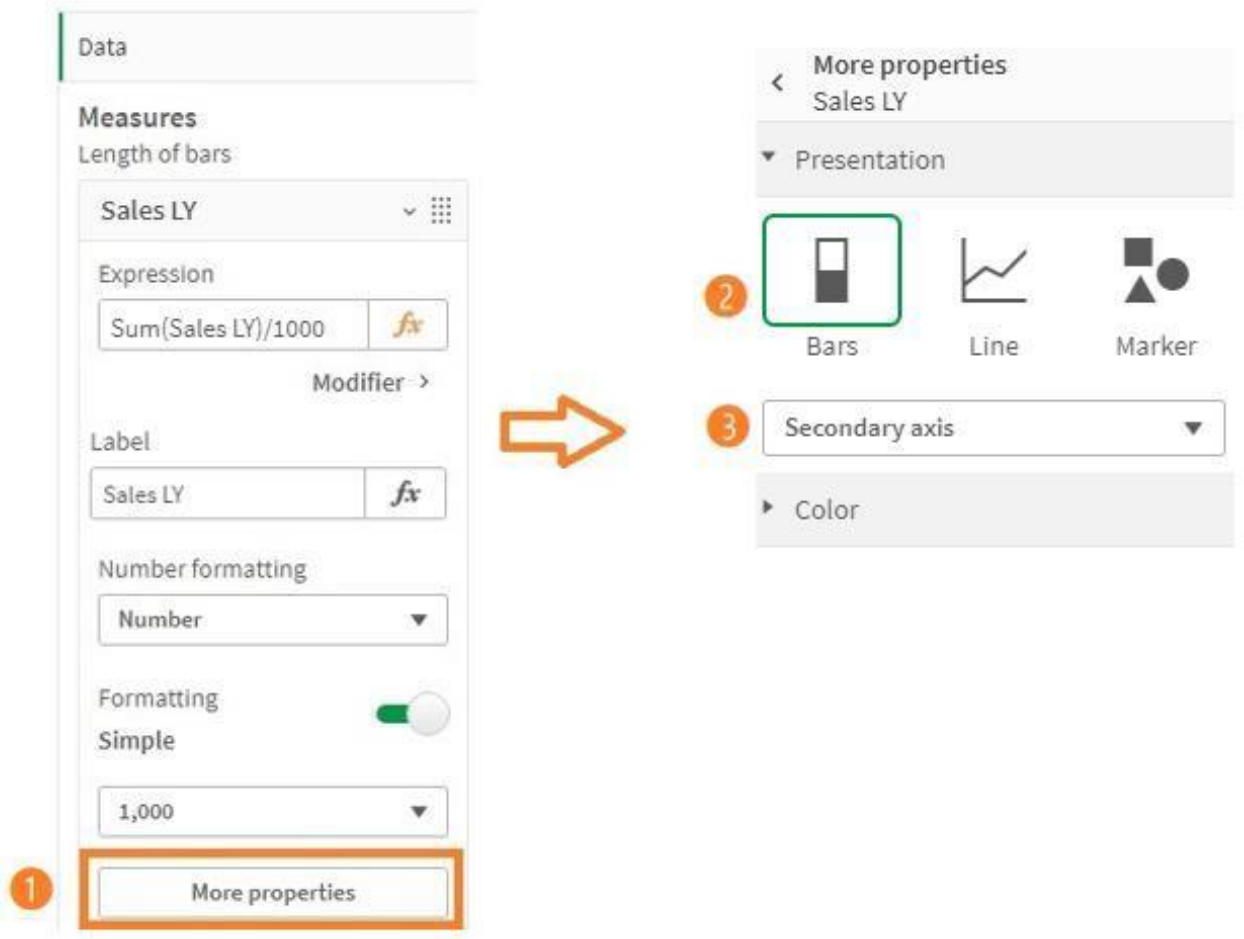 Data
Measures
Length of bars
Sales LY
Expression
Sum(Sales LY)/1000
fx
Modifier >
Label
Sales LY
fx
Number formatting
Number
Formatting
Simple
1,000
1
More properties
More properties
Sales LY
Presentation
2
Bars
Line
Marker
3
Secondary axis
Color